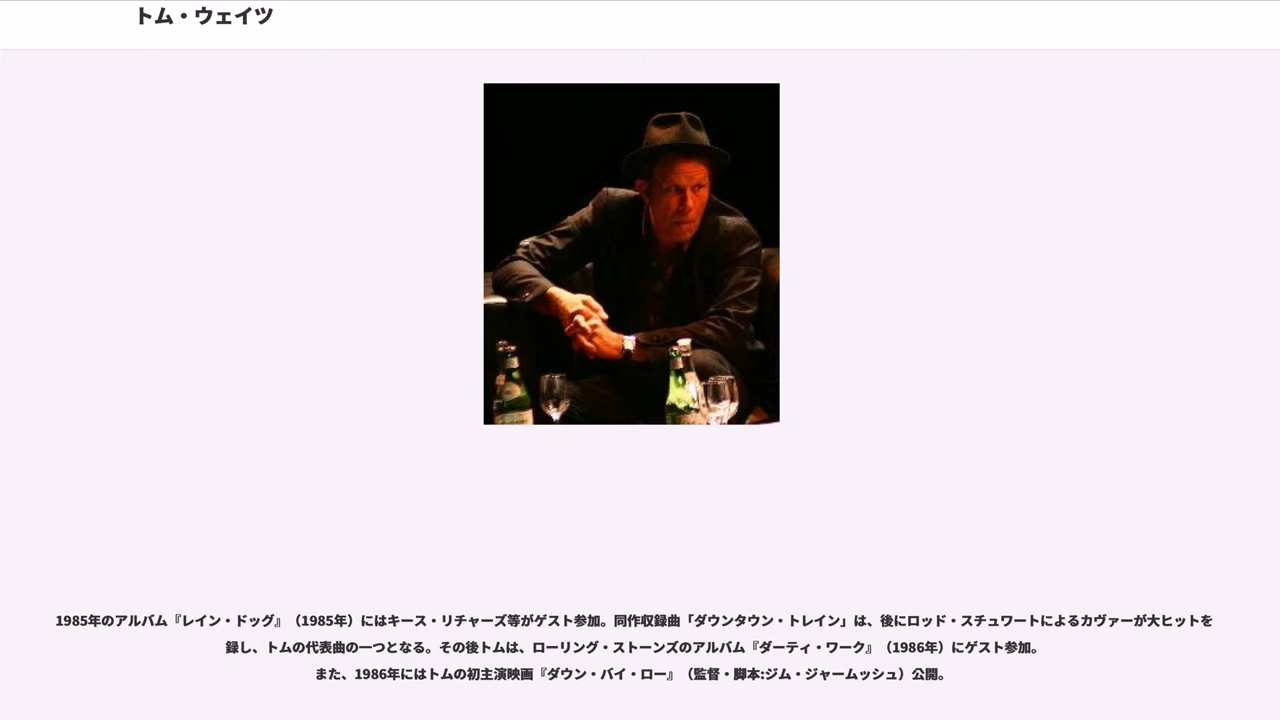 トム・ウェイツ
1985年のアルバム『レイン・ドッグ』（1985年）にはキース・リチャーズ等がゲスト参加。同作収録曲「ダウンタウン・トレイン」は、後にロッド・スチュワートによるカヴァーが大ヒットを
録し、トムの代表曲の一つとなる。その後トムは、ローリング・ストーンズのアルバム『ダーティ・ワーク』（1986年）にゲスト参加。
また、1986年にはトムの初主演映画『ダウン・バイ・ロー』（監督・脚本:ジム・ジャームッシュ）公開。